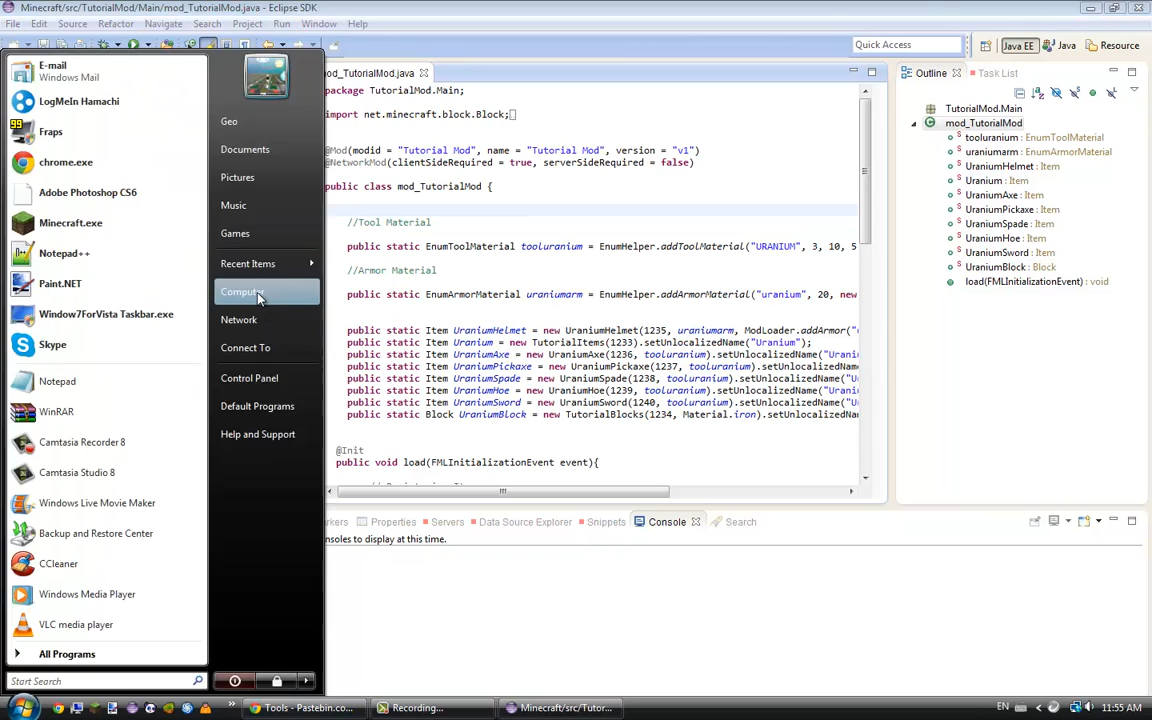 Minecraft/src/TutorialMod/Main/mod_TutorialMod.java - Eclipse SDK
File Edit Source Refactor Navigate Search Project Run Window Help
Quick Access
Java EE
Java
Resource
E-mail
Windows Mail
LogMeIn Hamachi
99
Fraps
chrome.exe
Adobe Photoshop CS6
Minecraft.exe
Notepad++
Paint.NET
Window7ForVista Taskbar.exe
Skype
Notepad
WinRAR
Camtasia Recorder 8
Camtasia Studio 8
Windows Live Movie Maker
Backup and Restore Center
CCleaner
Windows Media Player
VLC media player
All Programs
Start Search
Geo
Documents
Pictures
Music
Games
Recent Items
Computer
Network
Connect To
Control Panel
Default Programs
Help and Support
mod_TutorialMod.java
package TutorialMod.Main;
import net.minecraft.block.Block;
@Mod(modid = "Tutorial Mod", name = "Tutorial Mod", version = "v1")
@NetworkMod(clientSideRequired = true, serverSideRequired = false)
public class mod_TutorialMod {
//Tool Material
public static EnumToolMaterial tooluranium = EnumHelper.addToolMaterial("URANIUM", 3, 10, 5
//Armor Material
public static EnumArmorMaterial uraniumarm = EnumHelper.addArmorMaterial("uranium", 20, new
public static Item UraniumHelmet = new UraniumHelmet(1235, uraniumarm, ModLoader.addArmor("u
public static Item Uranium = new TutorialItems(1233).setUnlocalizedName("Uranium");
public static Item UraniumAxe = new UraniumAxe(1236, tooluranium).setUnlocalizedName("Uraniu
public static Item UraniumPickaxe = new UraniumPickaxe(1237, tooluranium).setUnlocalizedName
public static Item UraniumSpade = new UraniumSpade(1238, tooluranium).setUnlocalizedName("Ur
public static Item UraniumHoe = new UraniumHoe(1239, tooluranium).setUnlocalizedName("Uraniu
public static Item UraniumSword = new UraniumSword(1240, tooluranium).setUnlocalizedName("Ur
public static Block UraniumBlock = new TutorialBlocks(1234, Material.iron).setUnlocalizedNam
@Init
public void load(FMLInitializationEvent event){
Outline
Task List
TutorialMod.Main
mod_TutorialMod
tooluranium : EnumToolMaterial
uraniumarm : EnumArmorMaterial
UraniumHelmet : Item
Uranium : Item
UraniumAxe : Item
UraniumPickaxe : Item
UraniumSpade : Item
UraniumHoe : Item
UraniumSword : Item
UraniumBlock : Block
load(FMLInitializationEvent) : void
arkers Properties Servers Data Source Explorer Snippets Console Search
nsoles to display at this time.
Tools - Pastebin.co...
Recording...
Minecraft/src/Tutor...
EN
11:55 AM